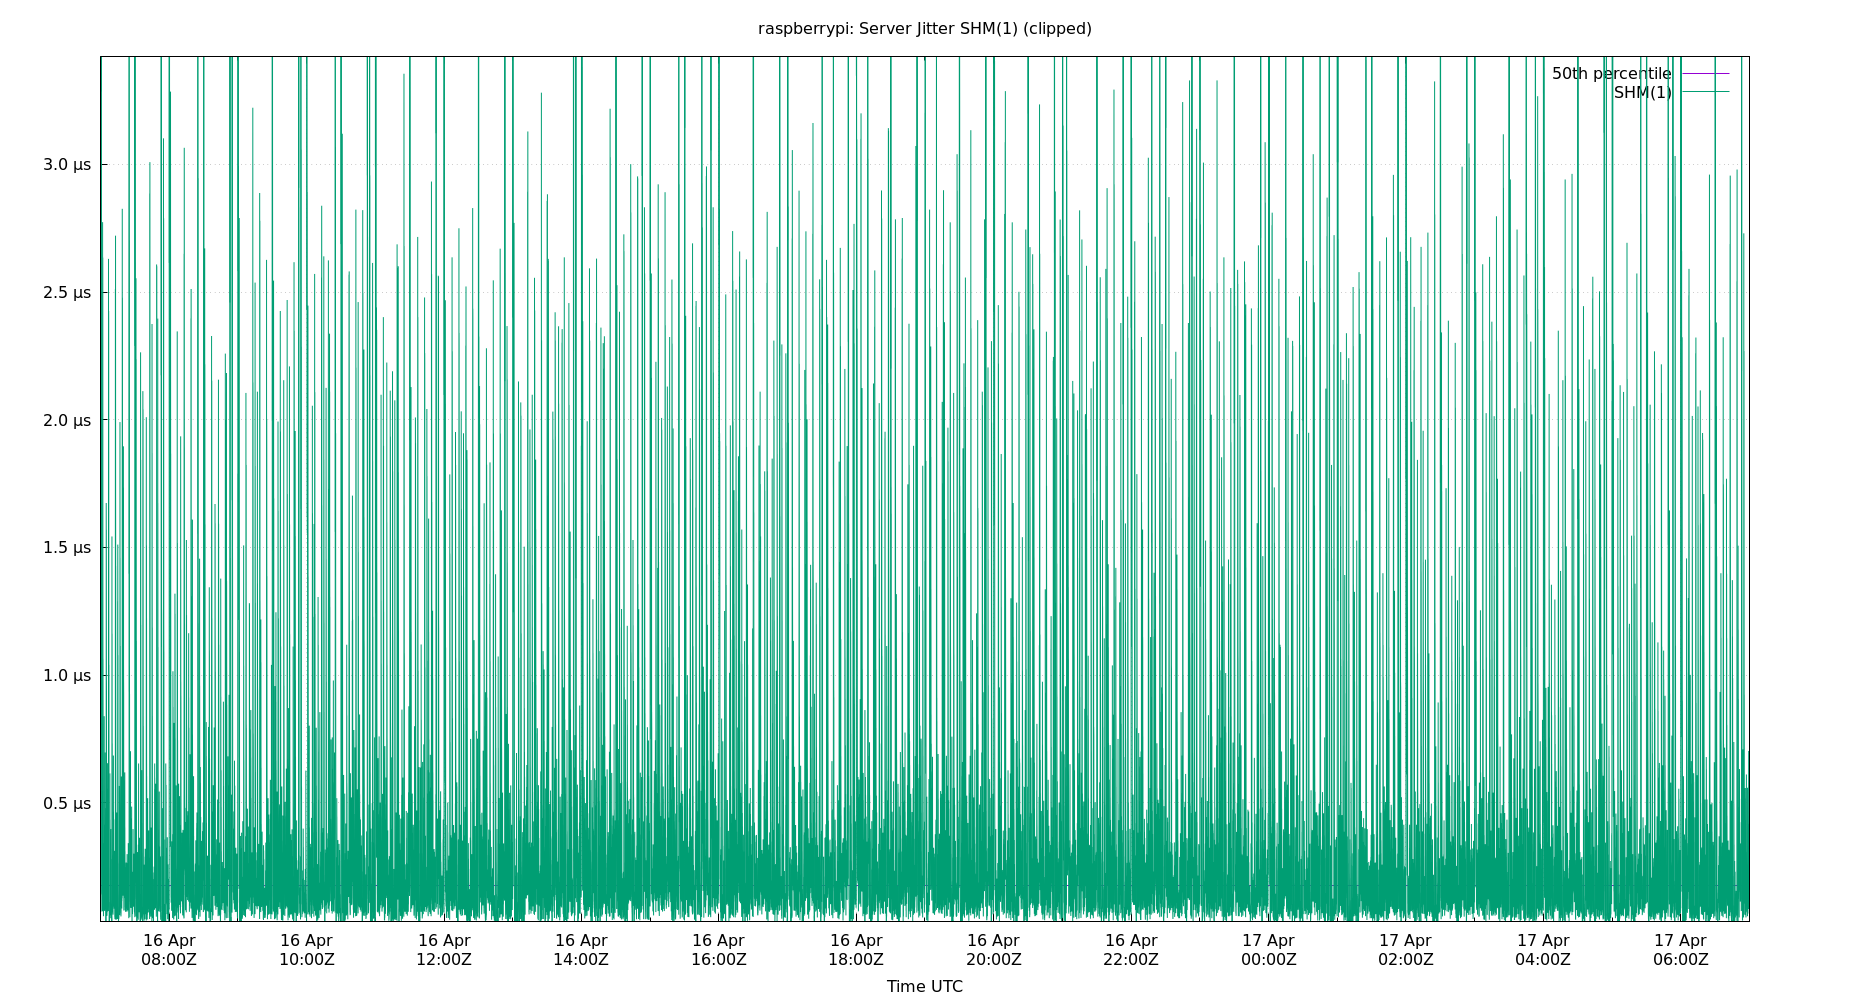 raspberrypi: Server Jitter SHM(1) (clipped)
50th percentile
SHM(1)
3.0 µs
2.5 µs
2.0 µs
1.5 µs
1.0 µs
0.5 µs
16 Apr 16 Apr 16 Apr 16 Apr 16 Apr 16 Apr 16 Apr 16 Apr 17 Apr 17 Apr 17 Apr 17 Apr
08:00Z 10:00Z 12:00Z 14:00Z 16:00Z 18:00Z 20:00Z 22:00Z 00:00Z 02:00Z 04:00Z 06:00Z
Time UTC